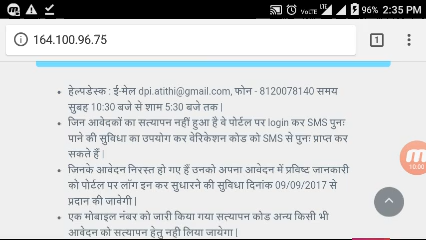 VoLTE 96% 2:35 PM
164.100.96.75 1
हेल्पडेस्क : ई-मेल dpi.atithi@gmail.com, फोन - 8120078140 समय
सुबह 10:30 बजे से शाम 5:30 बजे तक |
जिन आवेदकों का सत्यापन नहीं हुआ है वे पोर्टल पर login कर SMS पुनः
पाने की सुविधा का उपयोग कर वेरिकेशन कोड को SMS से पुनः प्राप्त कर
सकते हैं |
जिनके आवेदन निरस्त हो गए हैं उनको अपना आवेदन में प्रविष्ट जानकारी
को पोर्टल पर लॉग इन कर सुधारने की सुविधा दिनांक 09/09/2017 से
प्रदान की जावेगी |
एक मोबाइल नंबर को जारी किया गया सत्यापन कोड अन्य किसी भी
आवेदन को सत्यापन हेतु नही लिया जायेगा |